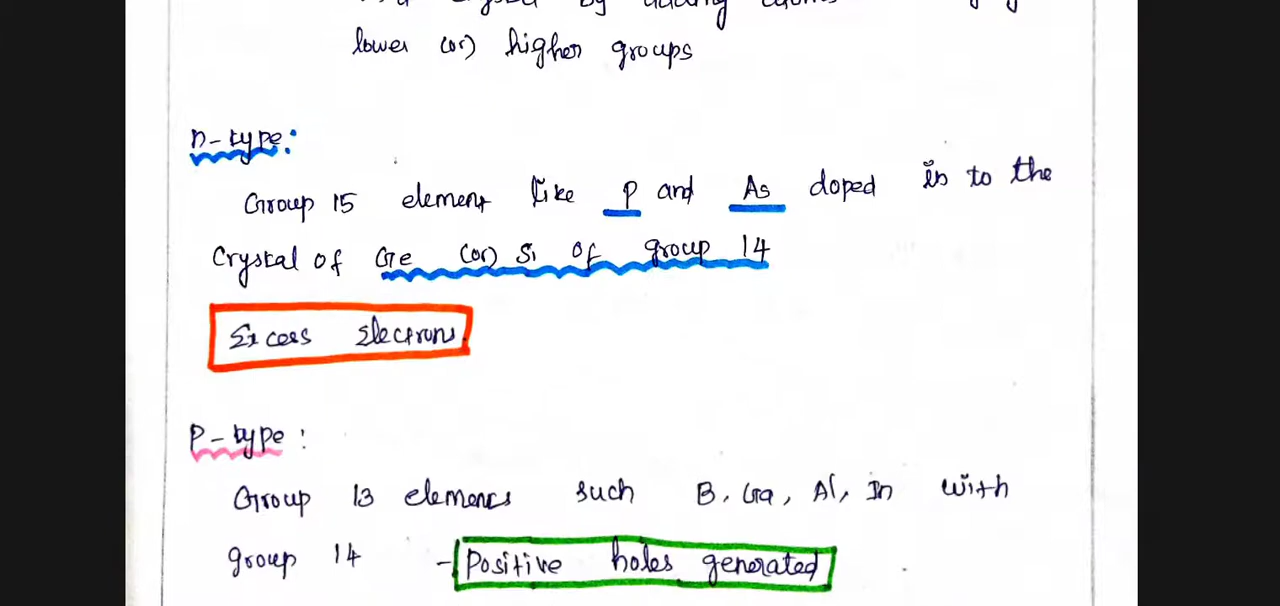 by adding
lower (or) higher groups
n-type:
Group 15 element like P and As doped in to the
Crystal of Ge (or) Si of group 14
Excess Electrons.
P-type:
Group 13 elements such B, Ga, Al, In with
group 14 - Positive holes generated